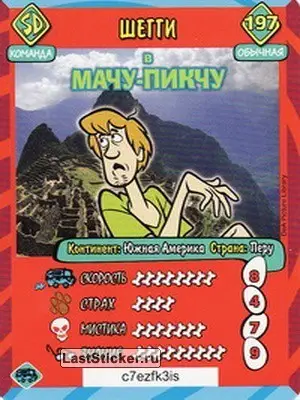 SD
ШЕГГИ
197
КОМАНДА
ОБЫЧНАЯ
В
МАЧУ-ПИКЧУ
Континент: Южная Америка Страна: Перу
СКОРОСТЬ
8
СТРАХ
4
МИСТИКА
7
9
LastSticker.ru
c7ezfk3is